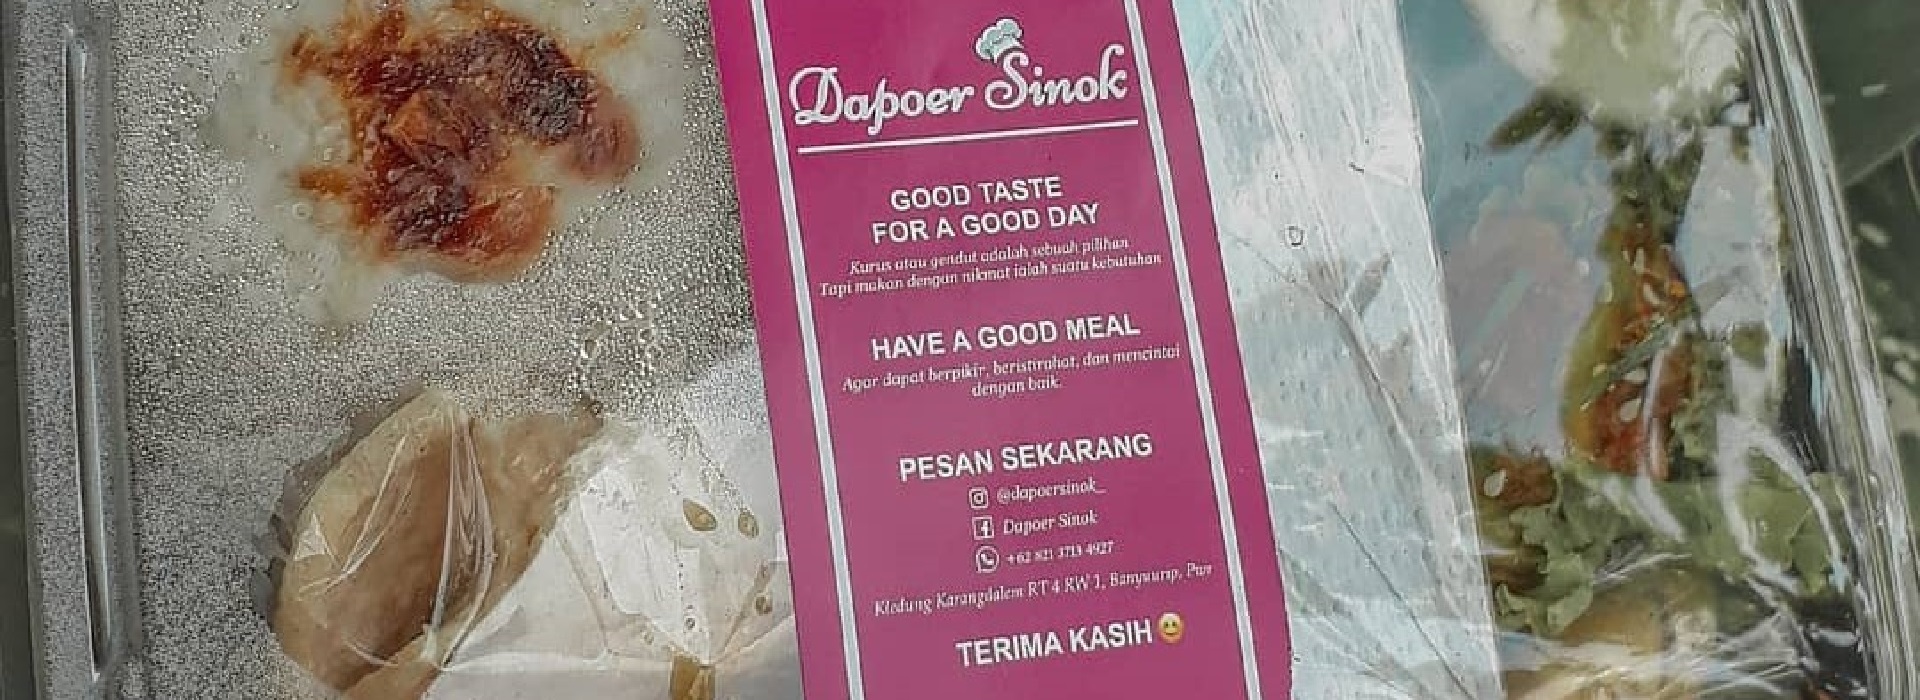 Dapoer Sinok
GOOD TASTE
FOR A GOOD DAY
Kurus atau gendut adalah sebuah pilihan
Tapi makan dengan nikmat ialah suatu kebutuhan
HAVE A GOOD MEAL
Agar dapat berpikir, beristirahat, dan mencintai
dengan baik.
PESAN SEKARANG
@dapoersinok_
Dapoer Sinok
+62 821 3713 4927
Kledung Karangdalem RT 4 RW 1, Banyuurip, Pwr
TERIMA KASIH😊